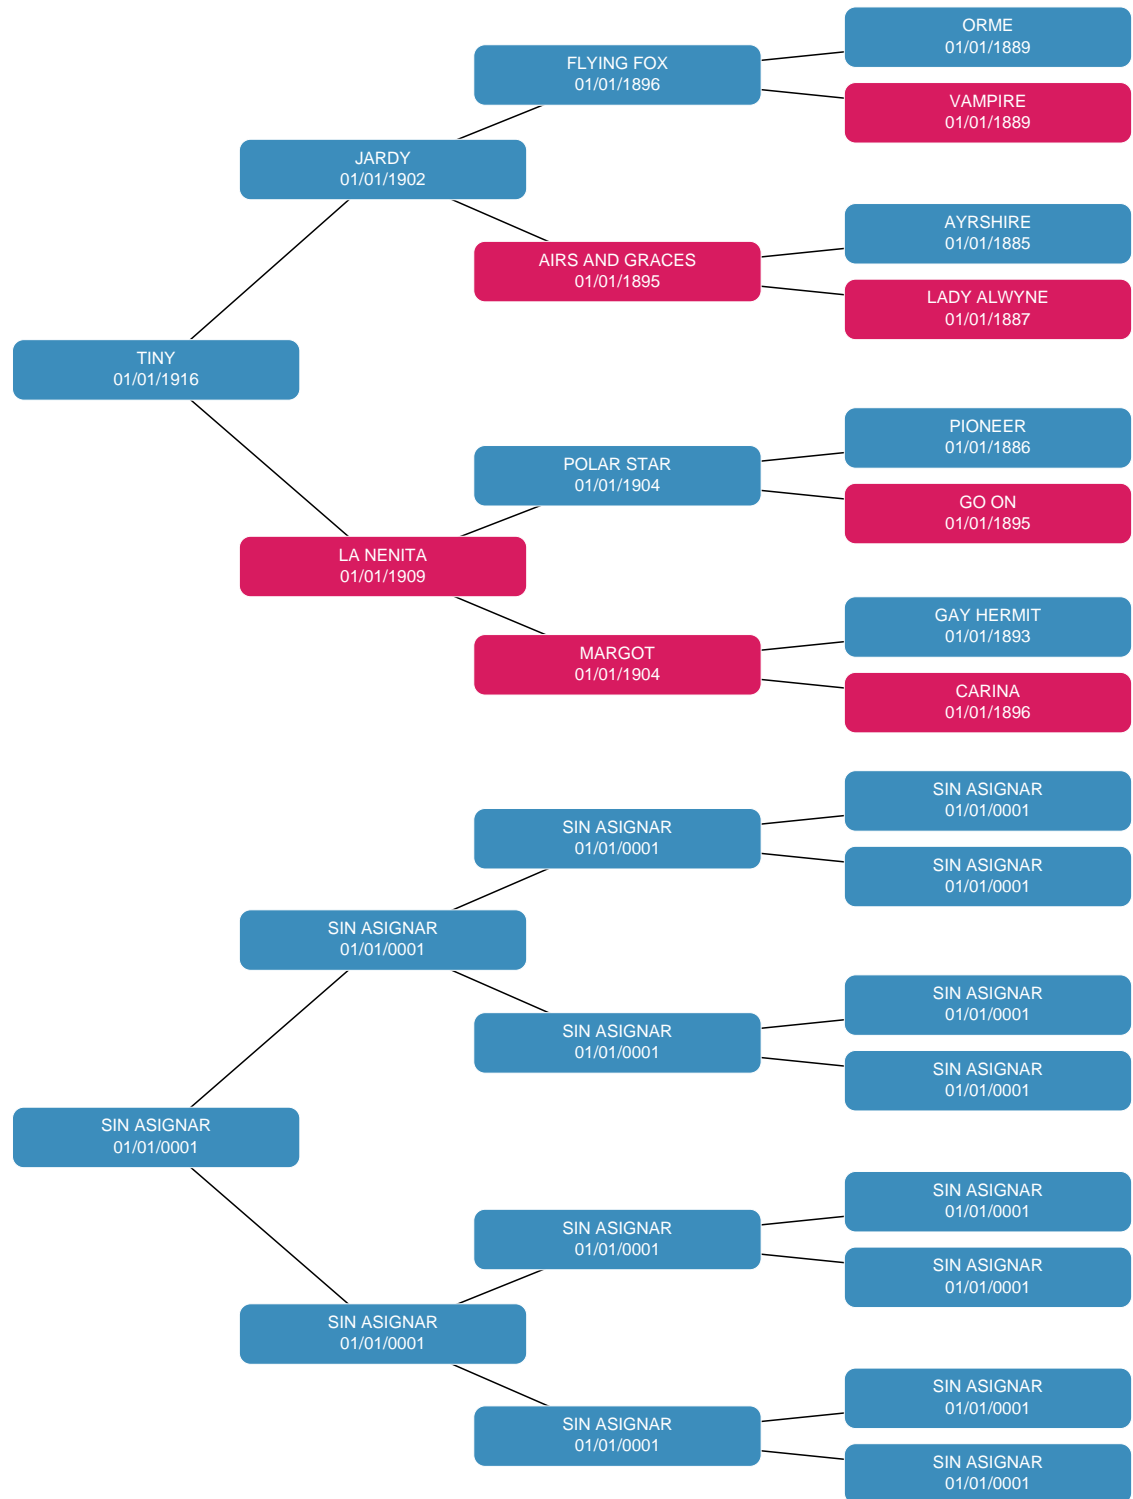 ORME
01/01/1889
FLYING FOX
01/01/1896
VAMPIRE
01/01/1889
JARDY
01/01/1902
AYRSHIRE
01/01/1885
AIRS AND GRACES
01/01/1895
LADY ALWYNE
01/01/1887
TINY
01/01/1916
PIONEER
01/01/1886
POLAR STAR
01/01/1904
GO ON
01/01/1895
LA NENITA
01/01/1909
GAY HERMIT
01/01/1893
MARGOT
01/01/1904
CARINA
01/01/1896
SIN ASIGNAR
01/01/0001
SIN ASIGNAR
01/01/0001
SIN ASIGNAR
01/01/0001
SIN ASIGNAR
01/01/0001
SIN ASIGNAR
01/01/0001
SIN ASIGNAR
01/01/0001
SIN ASIGNAR
01/01/0001
SIN ASIGNAR
01/01/0001
SIN ASIGNAR
01/01/0001
SIN ASIGNAR
01/01/0001
SIN ASIGNAR
01/01/0001
SIN ASIGNAR
01/01/0001
SIN ASIGNAR
01/01/0001
SIN ASIGNAR
01/01/0001
SIN ASIGNAR
01/01/0001